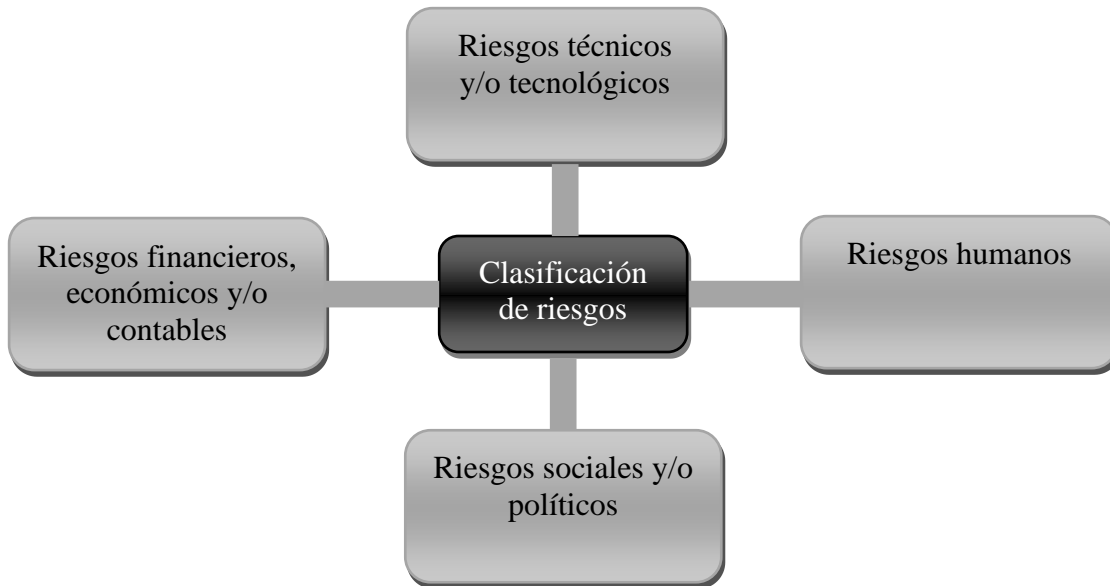 Riesgos técnicos
y/o tecnológicos
Riesgos financieros,
económicos y/o
contables
Clasificación
de riesgos
Riesgos humanos
Riesgos sociales y/o
políticos